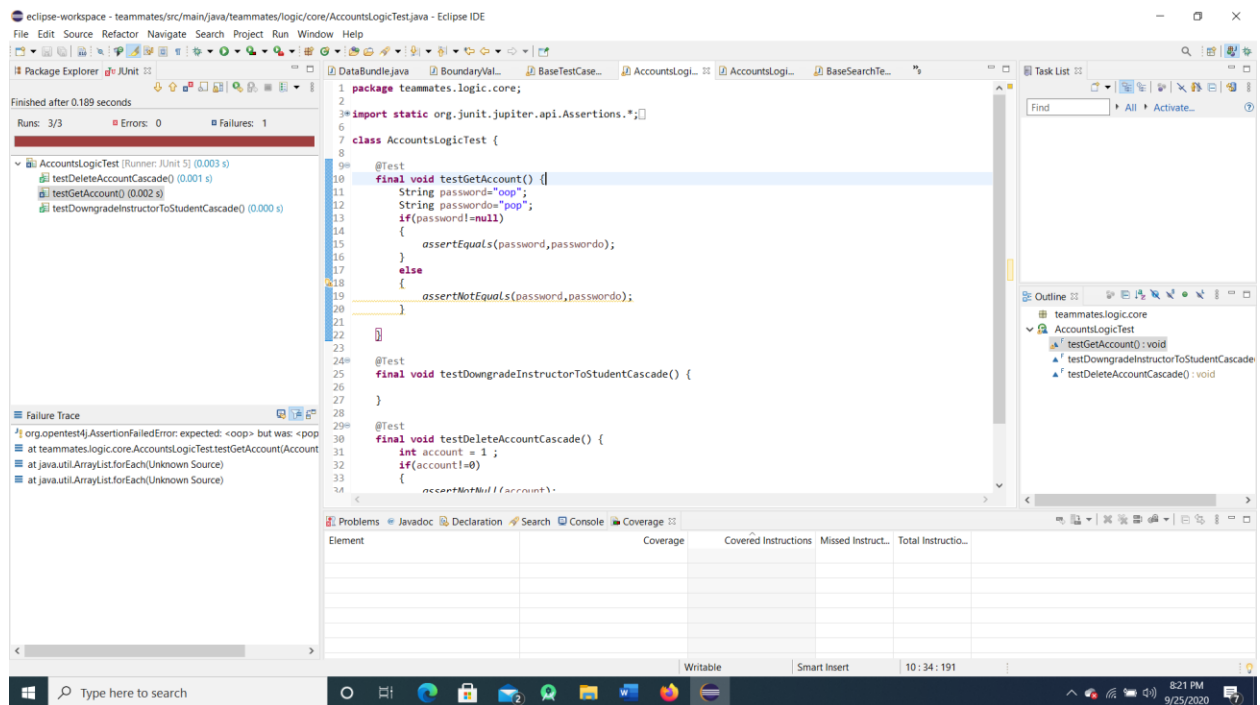 eclipse-workspace - teammates/src/main/java/teammates/logic/core/AccountsLogicTest.java - Eclipse IDE
File Edit Source Refactor Navigate Search Project Run Window Help
Package Explorer JUnit
Finished after 0.189 seconds
Runs: 3/3 Errors: 0 Failures: 1
AccountsLogicTest [Runner: JUnit 5] (0.003 s)
testDeleteAccountCascade() (0.001 s)
testGetAccount() (0.002 s)
testDowngradeInstructorToStudentCascade() (0.000 s)
Failure Trace
org.opentest4j.AssertionFailedError: expected: <oop> but was: <pop
at teammates.logic.core.AccountsLogicTest.testGetAccount(Account
at java.util.ArrayList.forEach(Unknown Source)
at java.util.ArrayList.forEach(Unknown Source)
DataBundle.java BoundaryVal... BaseTestCase... AccountsLogi... AccountsLogi... BaseSearchTe... »
1 package teammates.logic.core;
2
3 import static org.junit.jupiter.api.Assertions.*;
6
7 class AccountsLogicTest {
8
9 @Test
10 final void testGetAccount() {
11 String password="oop";
12 String passwordo="pop";
13 if(password!=null)
14 {
15 assertEquals(password,passwordo);
16 }
17 else
18 {
19 assertNotEquals(password,passwordo);
20 }
21
22 }
23
24 @Test
25 final void testDowngradeInstructorToStudentCascade() {
26
27 }
28
29 @Test
30 final void testDeleteAccountCascade() {
31 int account = 1 ;
32 if(account!=0)
33 {
34 assertNotNull(account);
Task List
Find All Activate...
Outline
teammates.logic.core
AccountsLogicTest
testGetAccount() : void
testDowngradeInstructorToStudentCascade
testDeleteAccountCascade() : void
Problems Javadoc Declaration Search Console Coverage
Element Coverage Covered Instructions Missed Instruct... Total Instructio...
Writable Smart Insert 10 : 34 : 191
Type here to search
8:21 PM
9/25/2020